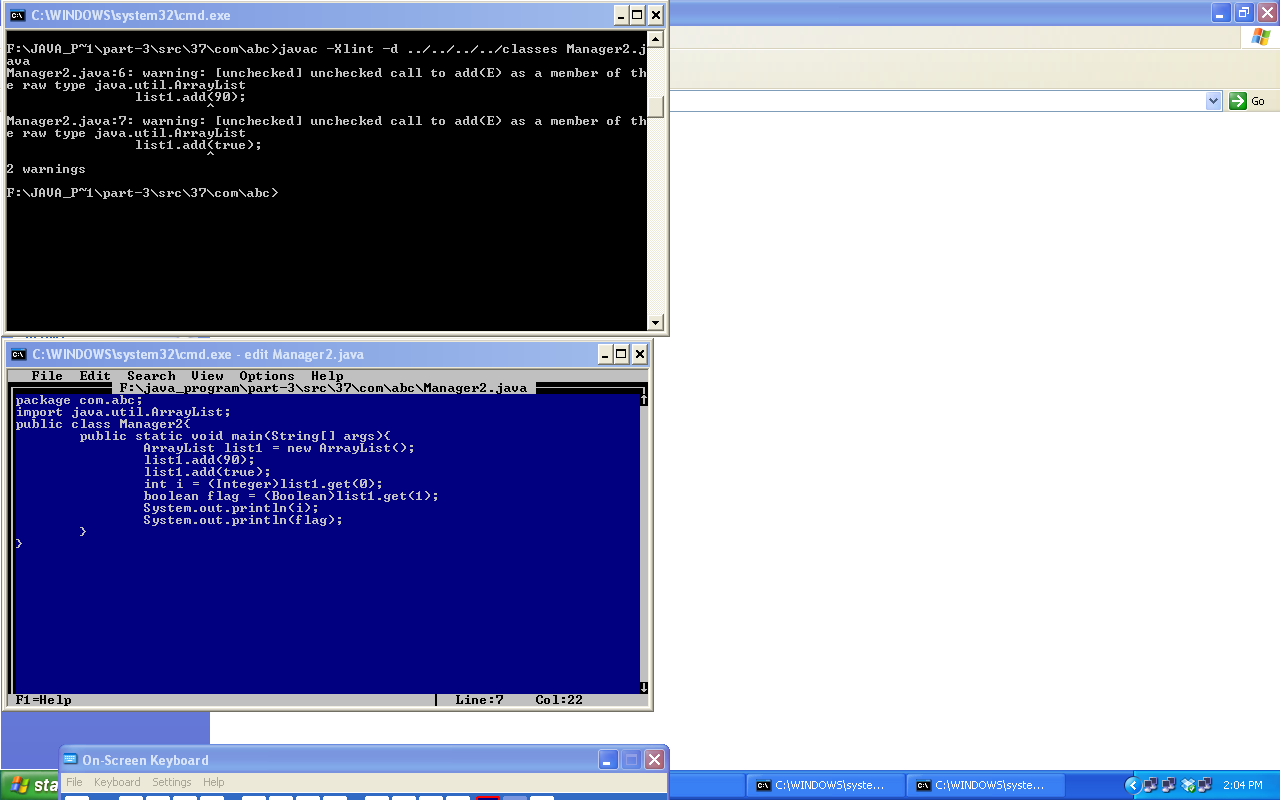 C:\WINDOWS\system32\cmd.exe
F:\JAVA_P~1\part-3\src\37\com\abc>javac -Xlint -d ../../../../classes Manager2.j
ava
Manager2.java:6: warning: [unchecked] unchecked call to add(E) as a member of th
e raw type java.util.ArrayList
list1.add(90);
^
Manager2.java:7: warning: [unchecked] unchecked call to add(E) as a member of th
e raw type java.util.ArrayList
list1.add(true);
^
2 warnings
F:\JAVA_P~1\part-3\src\37\com\abc>
Go
C:\WINDOWS\system32\cmd.exe - edit Manager2.java
File Edit Search View Options Help
F:\java_program\part-3\src\37\com\abc\Manager2.java
package com.abc;
import java.util.ArrayList;
public class Manager2{
public static void main(String[] args){
ArrayList list1 = new ArrayList();
list1.add(90);
list1.add(true);
int i = (Integer)list1.get(0);
boolean flag = (Boolean)list1.get(1);
System.out.println(i);
System.out.println(flag);
}
}
F1=Help Line:7 Col:22
On-Screen Keyboard
File Keyboard Settings Help
sta
C:\WINDOWS\syste...
C:\WINDOWS\syste...
2:04 PM